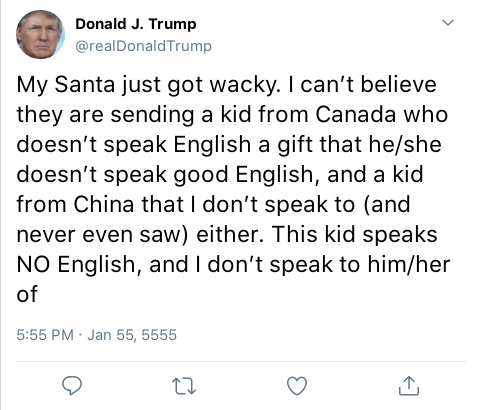 Donald J. Trump
@realDonaldTrump
My Santa just got wacky. I can’t believe
they are sending a kid from Canada who
doesn’t speak English a gift that he/she
doesn’t speak good English, and a kid
from China that I don’t speak to (and
never even saw) either. This kid speaks
NO English, and I don’t speak to him/her
of
5:55 PM · Jan 55, 5555